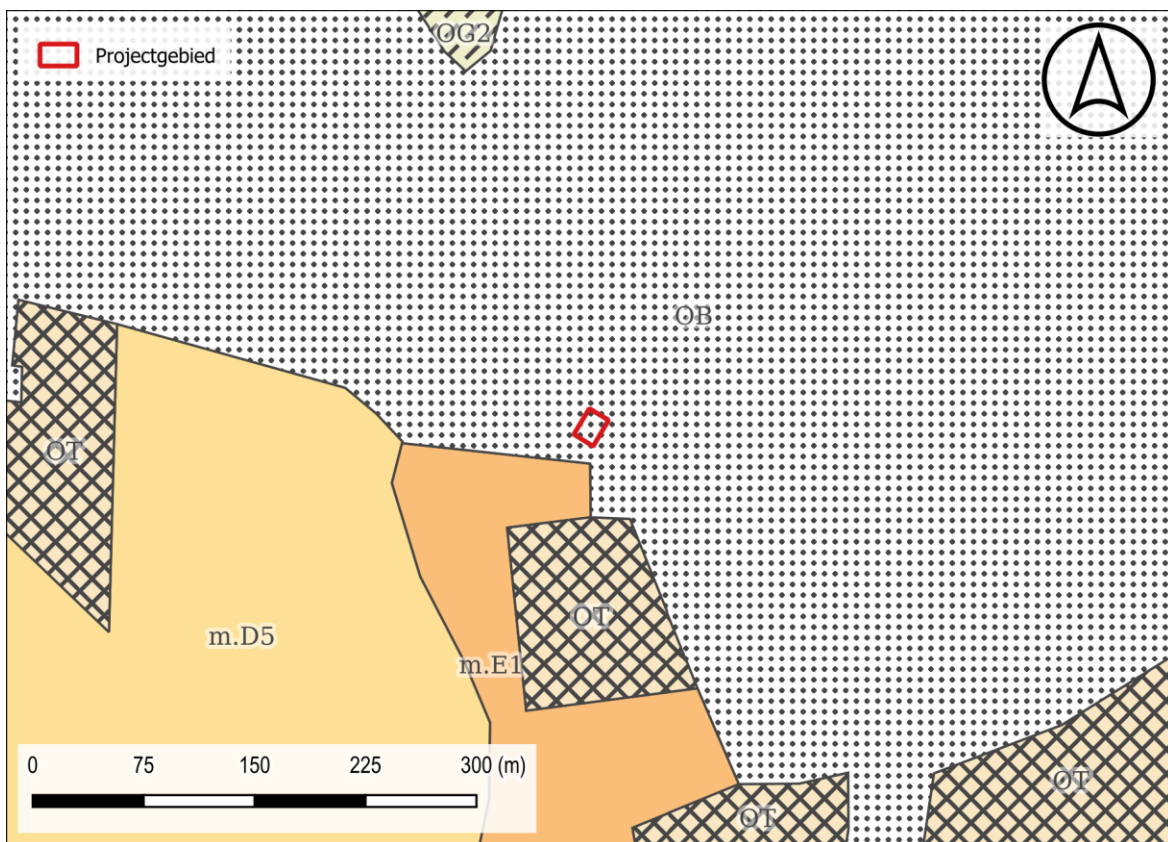 OG2
Projectgebied
OB
OT
m.D5
OT
m.E1
0 75 150 225 300 (m)
OT
OT